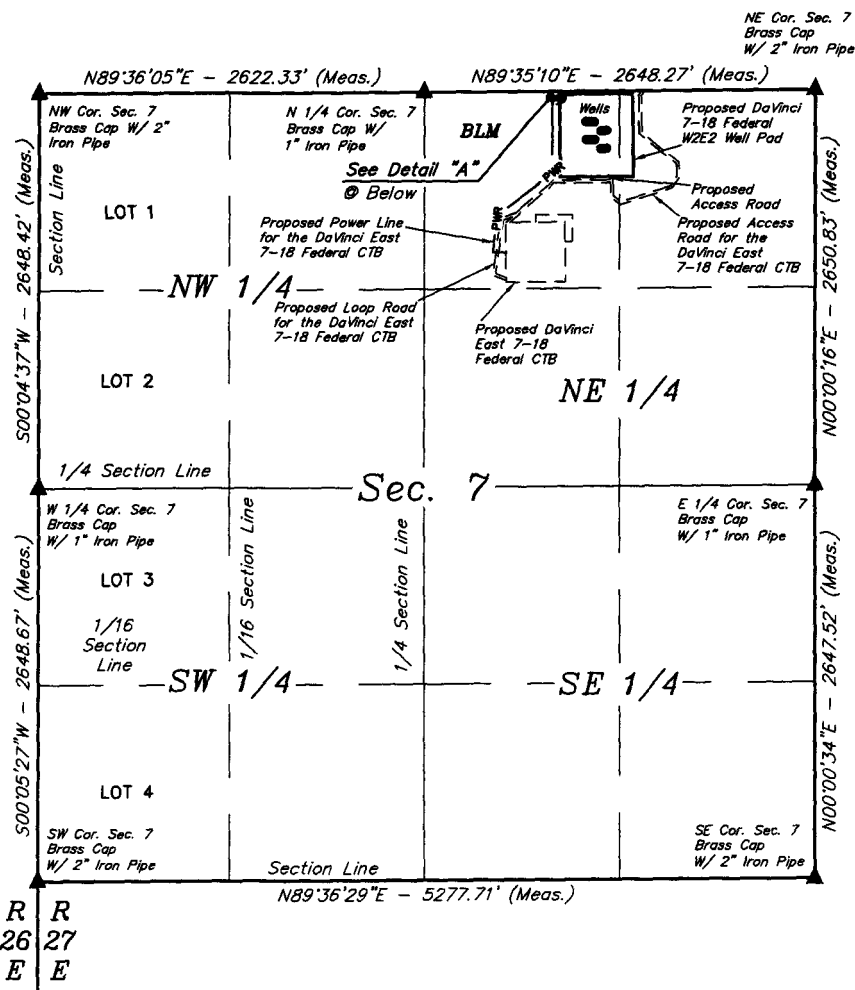 NE Cor. Sec. 7
Brass Cap
W/ 2" Iron Pipe
N89°36'05"E - 2622.33' (Meas.)
N89°35'10"E - 2648.27' (Meas.)
NW Cor. Sec. 7
Brass Cap W/ 2"
Iron Pipe
N 1/4 Cor. Sec. 7
Brass Cap W/
1" Iron Pipe
BLM
Wells
Proposed DaVinci
7-18 Federal
W2E2 Well Pad
See Detail "A"
@ Below
PWR
Proposed
Access Road
Section Line
S00°04'37"W - 2648.42' (Meas.)
LOT 1
Proposed Power Line
for the DaVinci East
7-18 Federal CTB
PWR
Proposed Access
Road for the
DaVinci East
7-18 Federal CTB
N00°00'16"E - 2650.83' (Meas.)
NW 1/4
Proposed Loop Road
for the DaVinci East
7-18 Federal CTB
Proposed DaVinci
East 7-18
Federal CTB
LOT 2
NE 1/4
1/4 Section Line
Sec. 7
W 1/4 Cor. Sec. 7
Brass Cap
W/ 1" Iron Pipe
E 1/4 Cor. Sec. 7
Brass Cap
W/ 1" Iron Pipe
S00°05'27"W - 2648.67' (Meas.)
LOT 3
1/16
Section
Line
1/16 Section Line
1/4 Section Line
N00°00'34"E - 2647.52' (Meas.)
SW 1/4
SE 1/4
LOT 4
SW Cor. Sec. 7
Brass Cap
W/ 2" Iron Pipe
SE Cor. Sec. 7
Brass Cap
W/ 2" Iron Pipe
Section Line
N89°36'29"E - 5277.71' (Meas.)
R R
26 27
E E